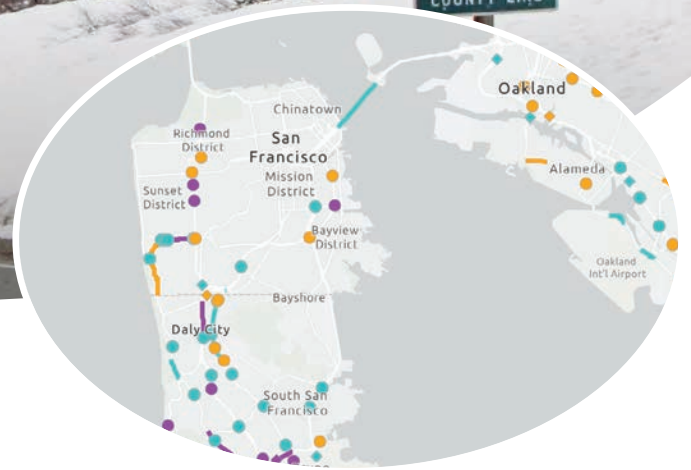 COUNTY LINE
Oakland
Chinatown
Richmond
District
San
Francisco
Mission
District
Alameda
Sunset
District
Bayview
District
Oakland
Int'l Airport
Bayshore
Daly City
South San
Francisco